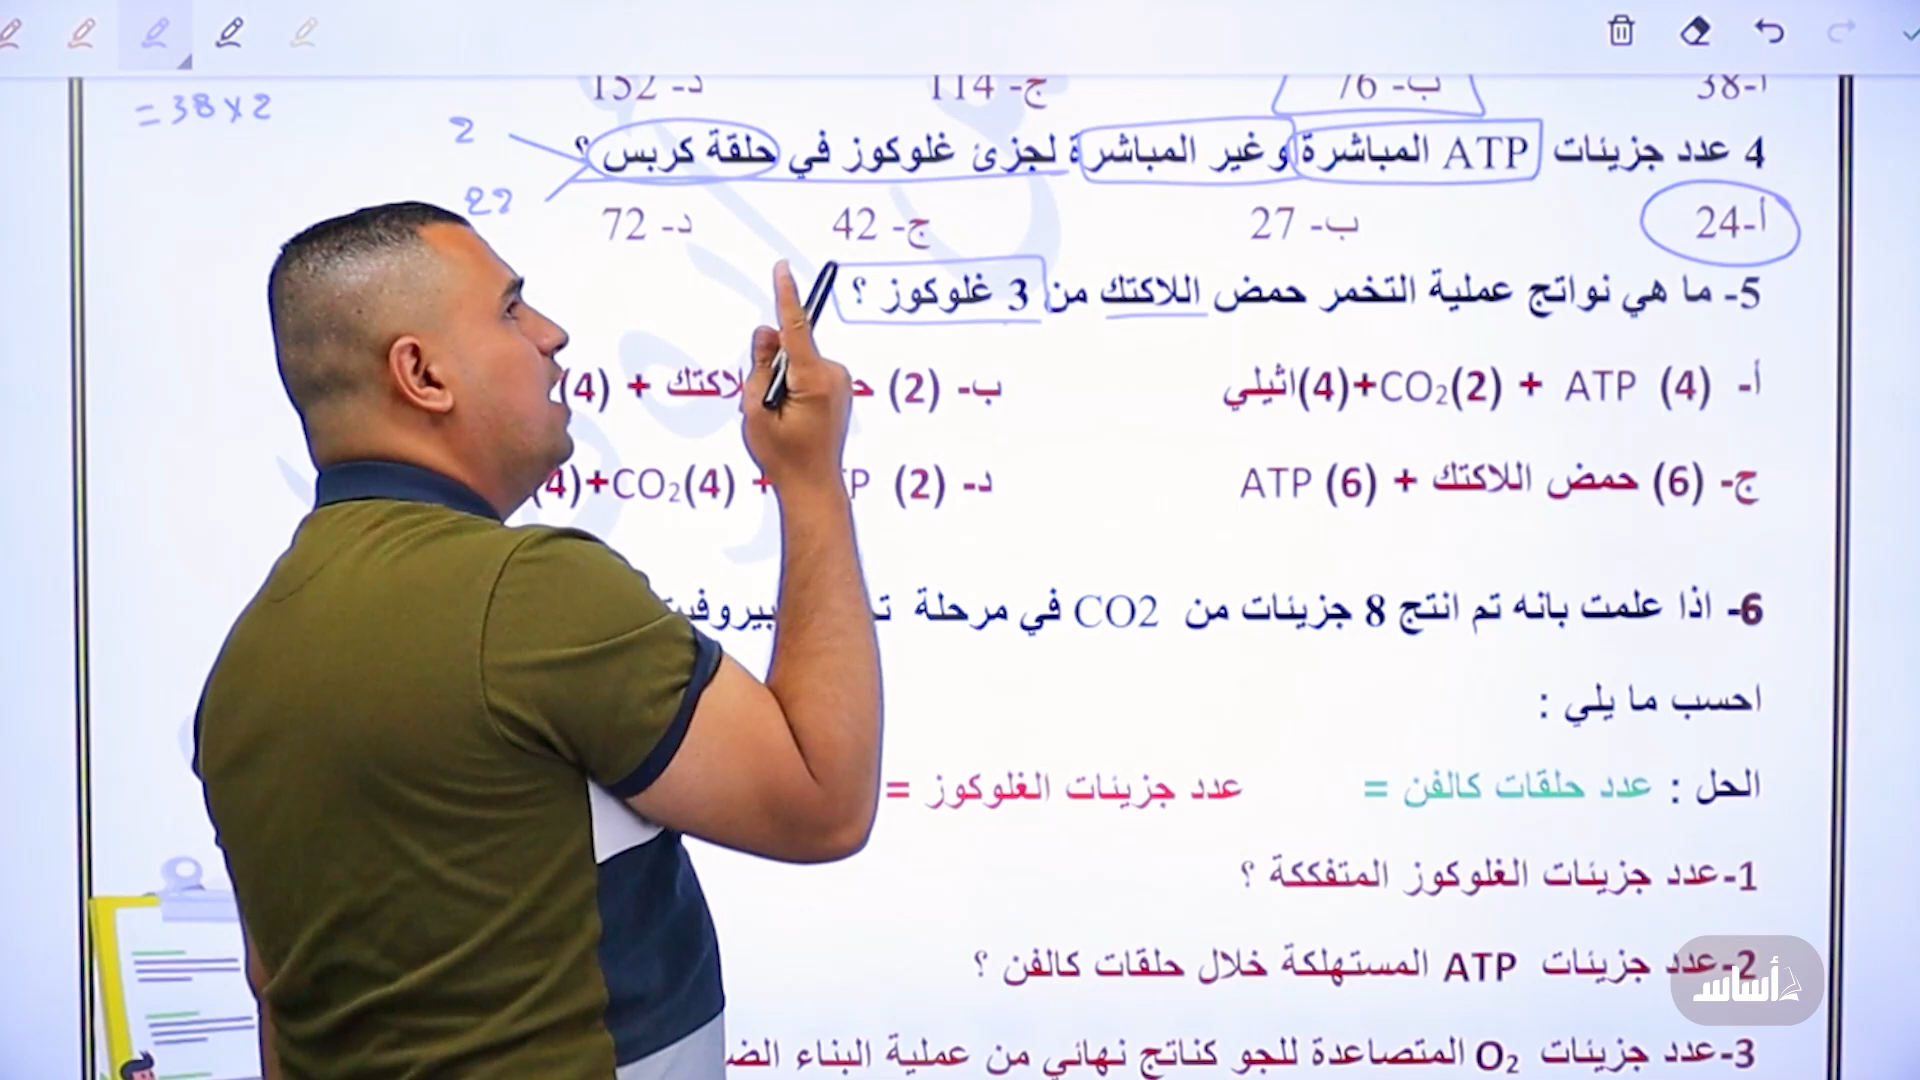 أ-38 ب- 76 ج- 114 د- 152
= 38 x 2
4 عدد جزيئات ATP المباشرة وغير المباشرة لجزئ غلوكوز في حلقة كربس ؟
2
22
أ-24 ب- 27 ج- 42 د- 72
5- ما هي نواتج عملية التخمر حمض اللاكتك من 3 غلوكوز ؟
أ- (4) ATP + (2)CO₂+(4)اثيلي
ب- (2) لاكتك + (4)
ج- (6) حمض اللاكتك + (6) ATP
د- (2) + (4)CO₂+(4)
6- اذا علمت بانه تم انتج 8 جزيئات من CO2 في مرحلة
احسب ما يلي :
الحل : عدد حلقات كالفن = عدد جزيئات الغلوكوز =
1-عدد جزيئات الغلوكوز المتفككة ؟
2-عدد جزيئات ATP المستهلكة خلال حلقات كالفن ؟
3-عدد جزيئات O₂ المتصاعدة للجو كناتج نهائي من عملية البناء
أساس